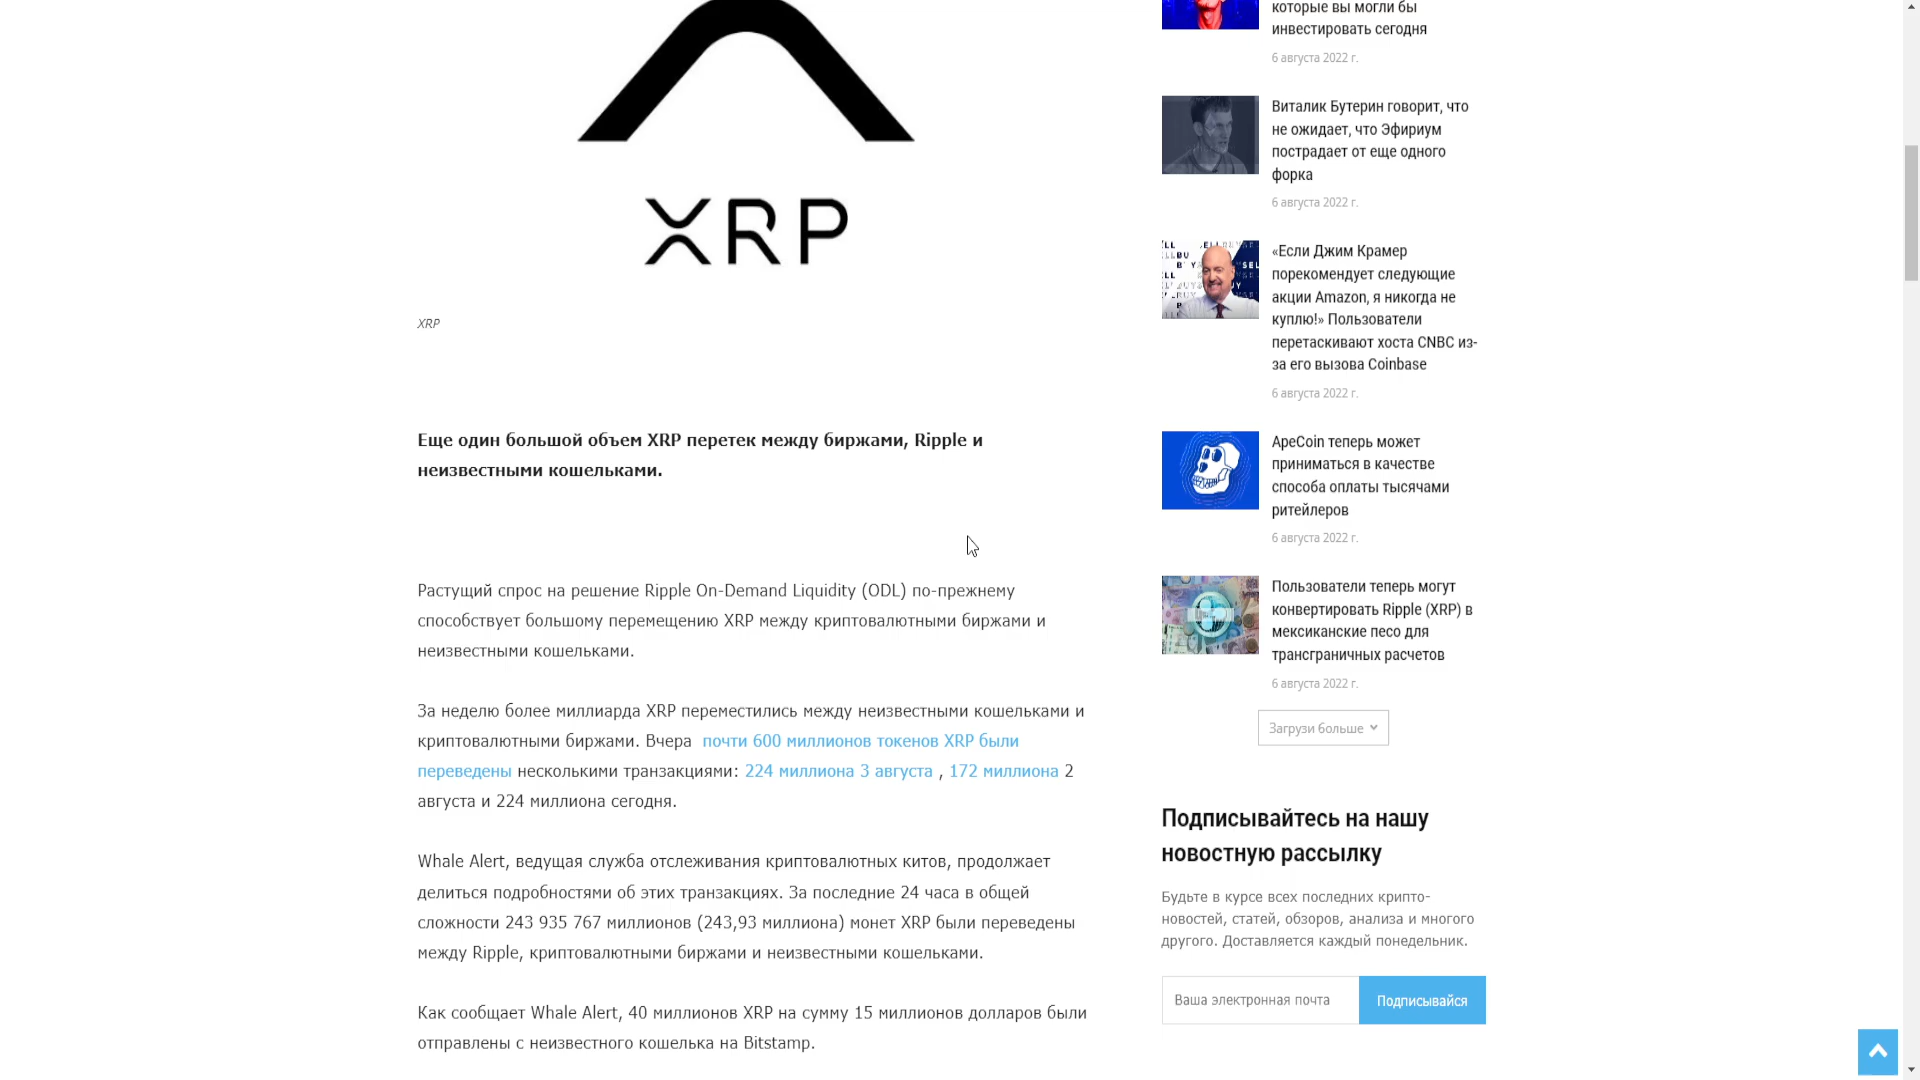 XRP
XRP
Еще один большой объем XRP перетек между биржами, Ripple и
неизвестными кошельками.
Растущий спрос на решение Ripple On-Demand Liquidity (ODL) по-прежнему
способствует большому перемещению XRP между криптовалютными биржами и
неизвестными кошельками.
За неделю более миллиарда XRP переместились между неизвестными кошельками и
криптовалютными биржами. Вчера почти 600 миллионов токенов XRP были
переведены несколькими транзакциями: 224 миллиона 3 августа , 172 миллиона 2
августа и 224 миллиона сегодня.
Whale Alert, ведущая служба отслеживания криптовалютных китов, продолжает
делиться подробностями об этих транзакциях. За последние 24 часа в общей
сложности 243 935 767 миллионов (243,93 миллиона) монет XRP были переведены
между Ripple, криптовалютными биржами и неизвестными кошельками.
Как сообщает Whale Alert, 40 миллионов XRP на сумму 15 миллионов долларов были
отправлены с неизвестного кошелька на Bitstamp.
которые вы могли бы
инвестировать сегодня
6 августа 2022 г.
Виталик Бутерин говорит, что
не ожидает, что Эфириум
пострадает от еще одного
форка
6 августа 2022 г.
«Если Джим Крамер
порекомендует следующие
акции Amazon, я никогда не
куплю!» Пользователи
перетаскивают хоста CNBC из-
за его вызова Coinbase
6 августа 2022 г.
ApeCoin теперь может
приниматься в качестве
способа оплаты тысячами
ритейлеров
6 августа 2022 г.
Пользователи теперь могут
конвертировать Ripple (XRP) в
мексиканские песо для
трансграничных расчетов
6 августа 2022 г.
Загрузи больше
Подписывайтесь на нашу
новостную рассылку
Будьте в курсе всех последних крипто-
новостей, статей, обзоров, анализа и многого
другого. Доставляется каждый понедельник.
Ваша электронная почта
Подписывайся